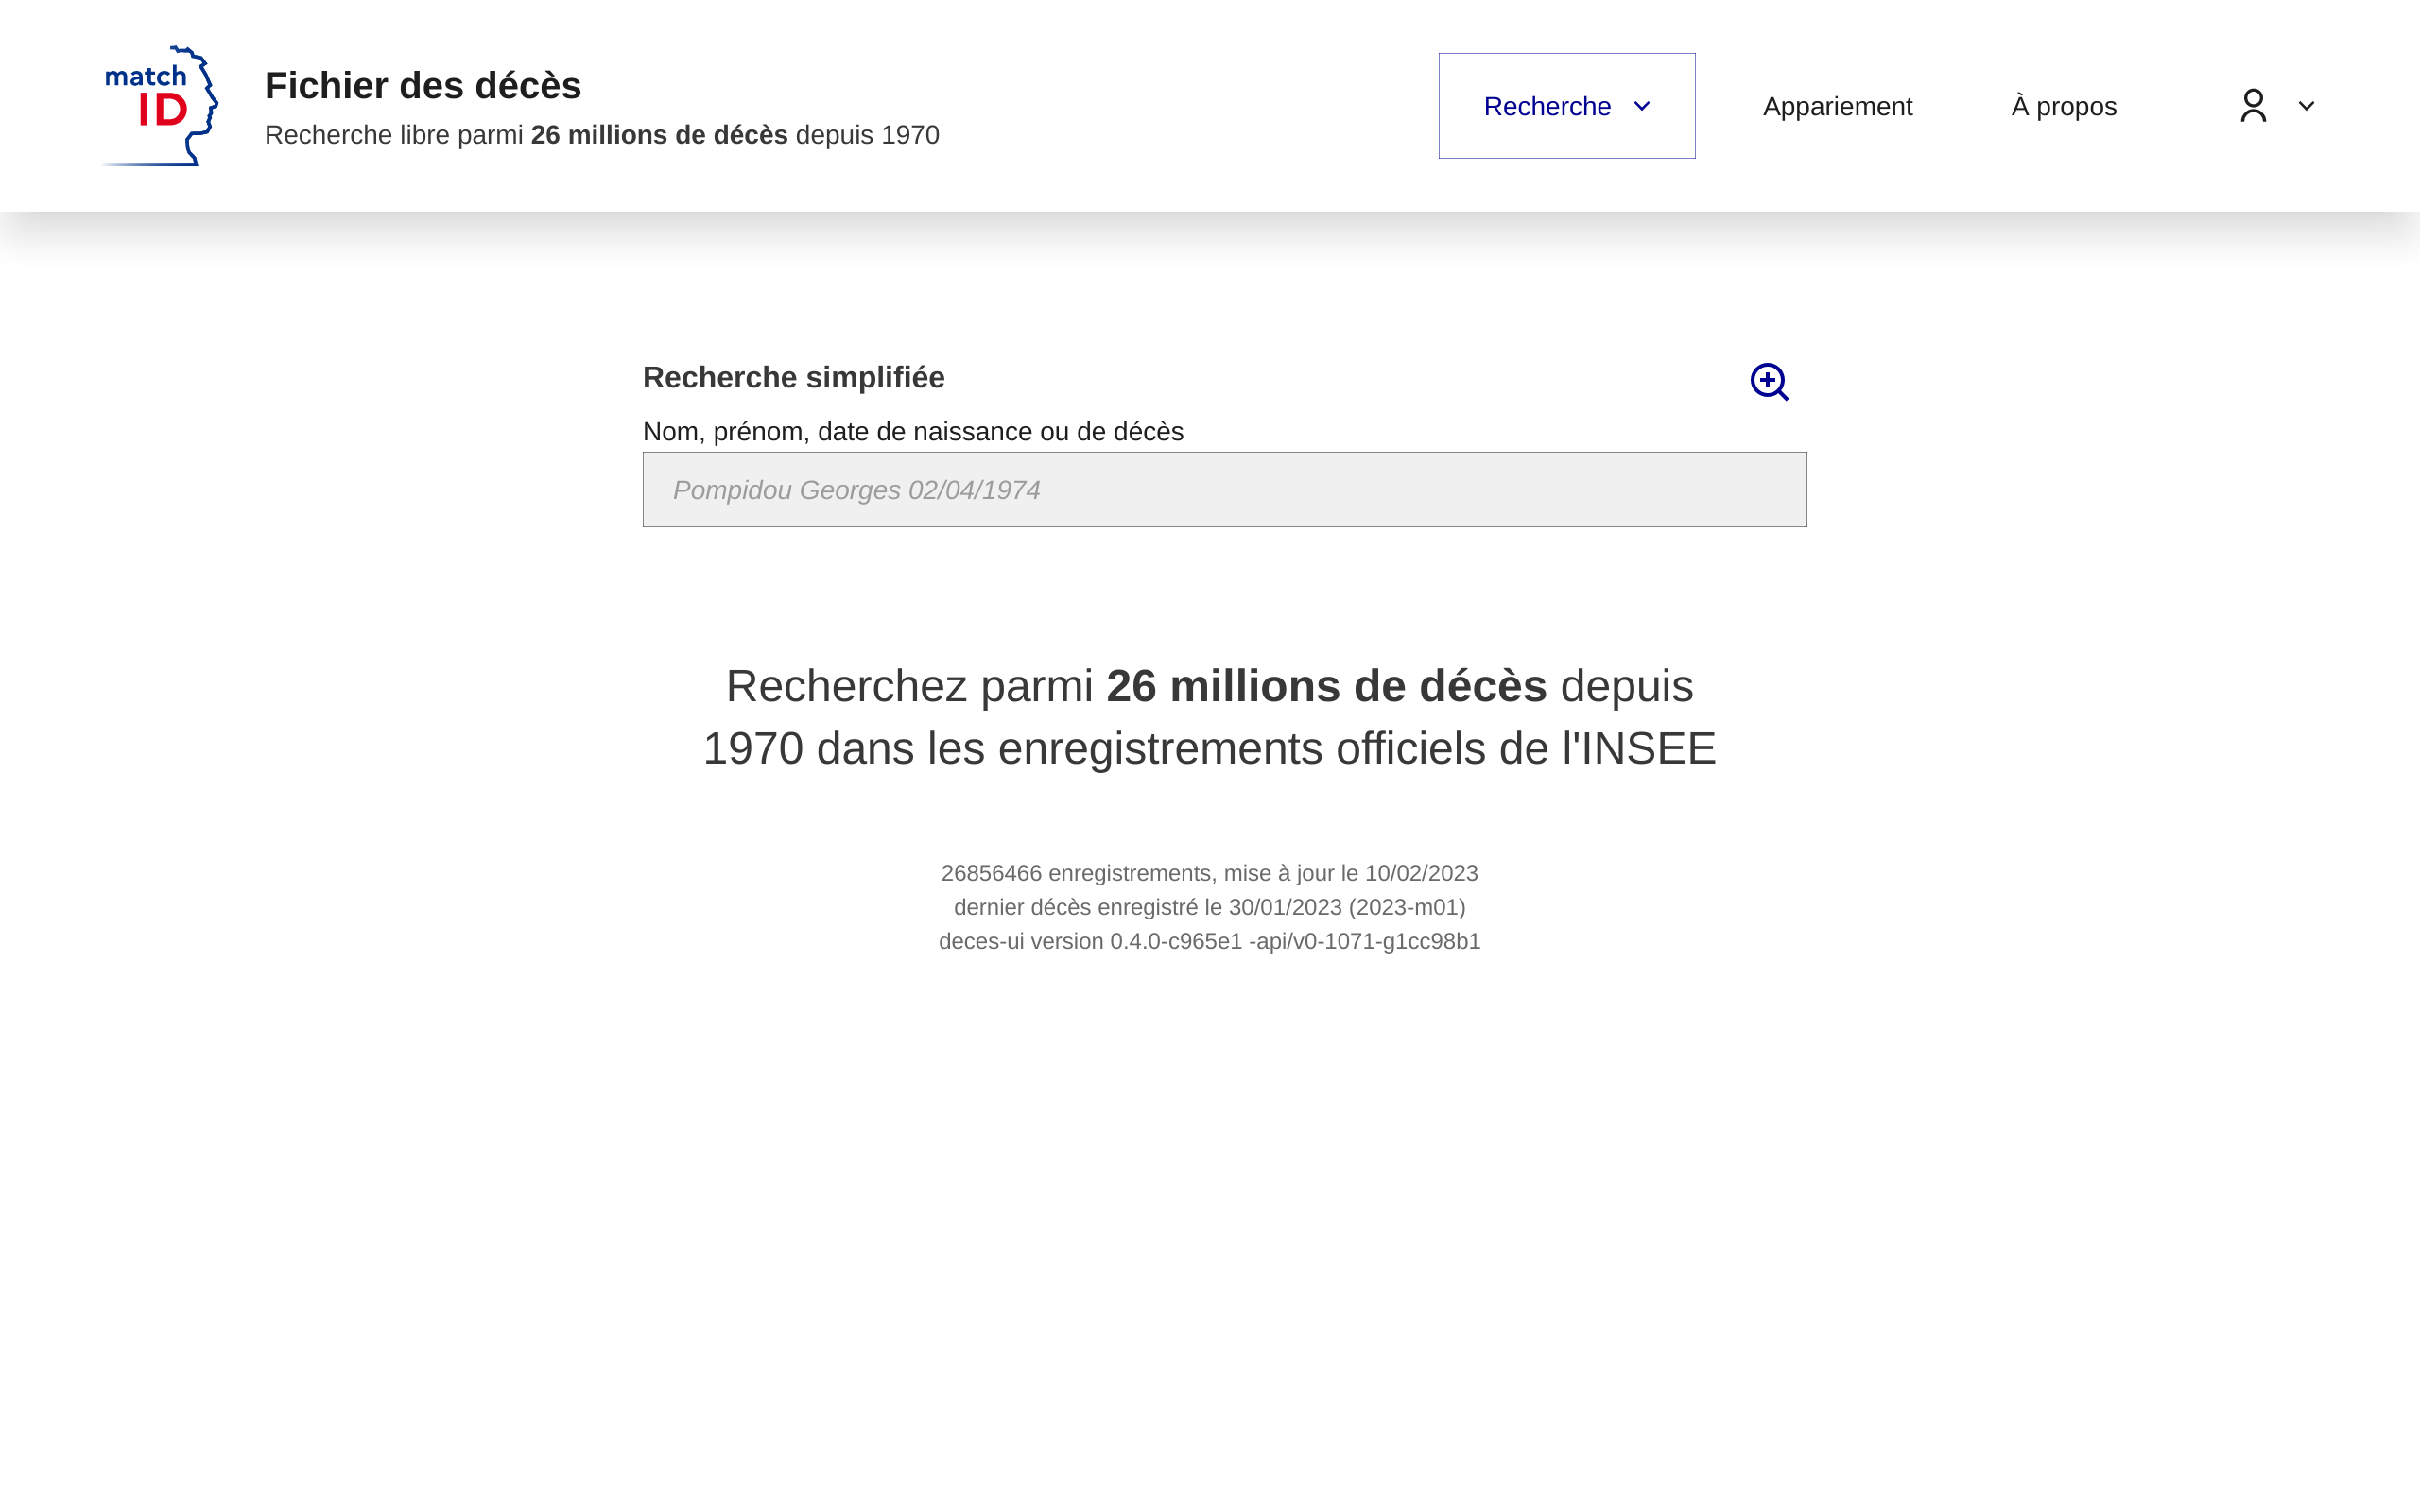 match
ID
Fichier des décès
Recherche libre parmi 26 millions de décès depuis 1970
Recherche
Appariement
À propos
Recherche simplifiée
Nom, prénom, date de naissance ou de décès
Pompidou Georges 02/04/1974
Recherchez parmi 26 millions de décès depuis
1970 dans les enregistrements officiels de l'INSEE
26856466 enregistrements, mise à jour le 10/02/2023
dernier décès enregistré le 30/01/2023 (2023-m01)
deces-ui version 0.4.0-c965e1 -api/v0-1071-g1cc98b1